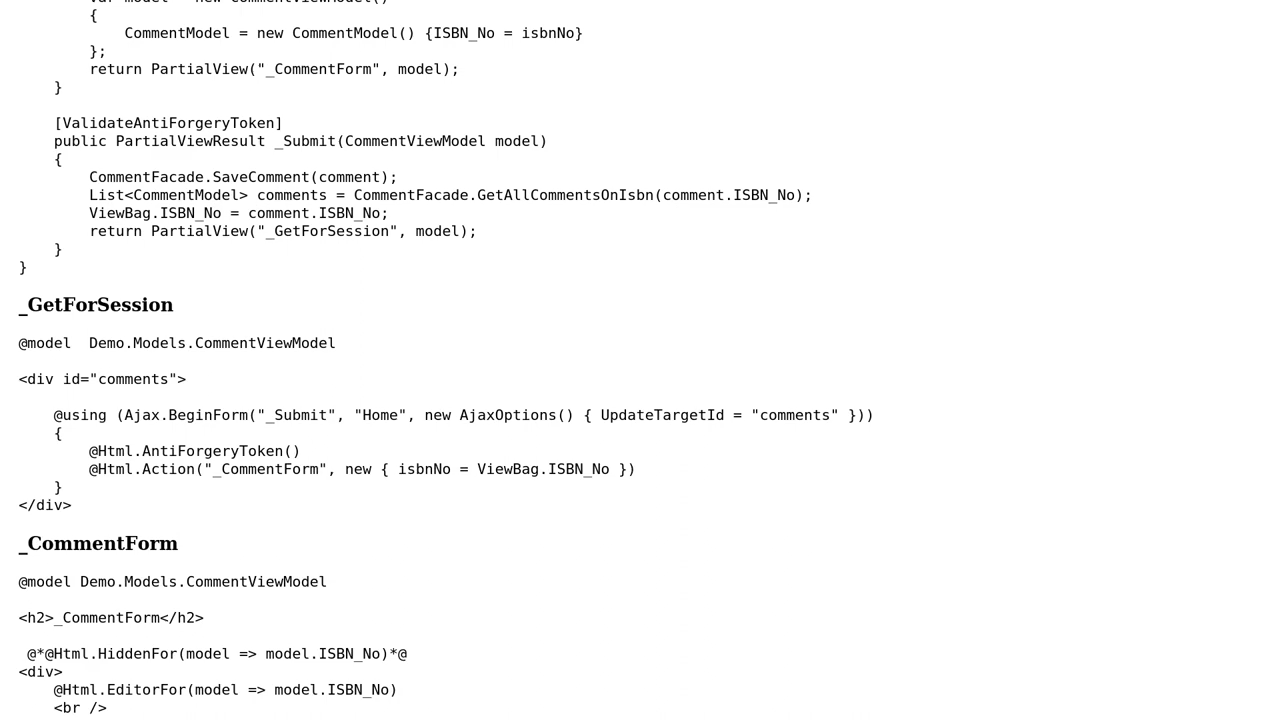 var model = new CommentViewModel()
{
CommentModel = new CommentModel() {ISBN_No = isbnNo}
};
return PartialView("_CommentForm", model);
}
[ValidateAntiForgeryToken]
public PartialViewResult _Submit(CommentViewModel model)
{
CommentFacade.SaveComment(comment);
List<CommentModel> comments = CommentFacade.GetAllCommentsOnIsbn(comment.ISBN_No);
ViewBag.ISBN_No = comment.ISBN_No;
return PartialView("_GetForSession", model);
}
}
_GetForSession
@model  Demo.Models.CommentViewModel
<div id="comments">
@using (Ajax.BeginForm("_Submit", "Home", new AjaxOptions() { UpdateTargetId = "comments" }))
{
@Html.AntiForgeryToken()
@Html.Action("_CommentForm", new { isbnNo = ViewBag.ISBN_No })
}
</div>
_CommentForm
@model Demo.Models.CommentViewModel
<h2>_CommentForm</h2>
@*@Html.HiddenFor(model => model.ISBN_No)*@
<div>
@Html.EditorFor(model => model.ISBN_No)
<br />